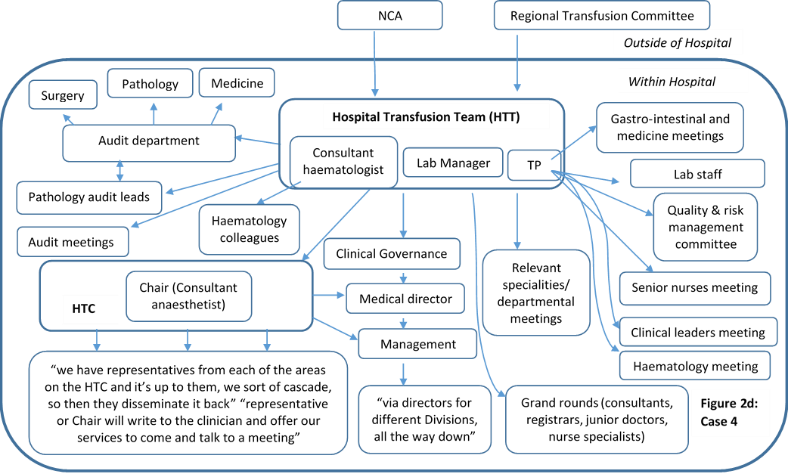 NCA
Regional Transfusion Committee
Outside of Hospital
Within Hospital
Surgery
Pathology
Medicine
Audit department
Pathology audit leads
Audit meetings
Hospital Transfusion Team (HTT)
Consultant
haematologist
Lab Manager
TP
Gastro-intestinal and
medicine meetings
Lab staff
Quality & risk
management
committee
Senior nurses meeting
Clinical leaders meeting
Haematology meeting
Haematology
colleagues
Clinical Governance
Medical director
Management
Relevant
specialities/
departmental
meetings
HTC
Chair (Consultant
anaesthetist)
“we have representatives from each of the areas
on the HTC and it’s up to them, we sort of cascade,
so then they disseminate it back” “representative
or Chair will write to the clinician and offer our
services to come and talk to a meeting”
“via directors for
different Divisions,
all the way down”
Grand rounds (consultants,
registrars, junior doctors,
nurse specialists)
Figure 2d:
Case 4